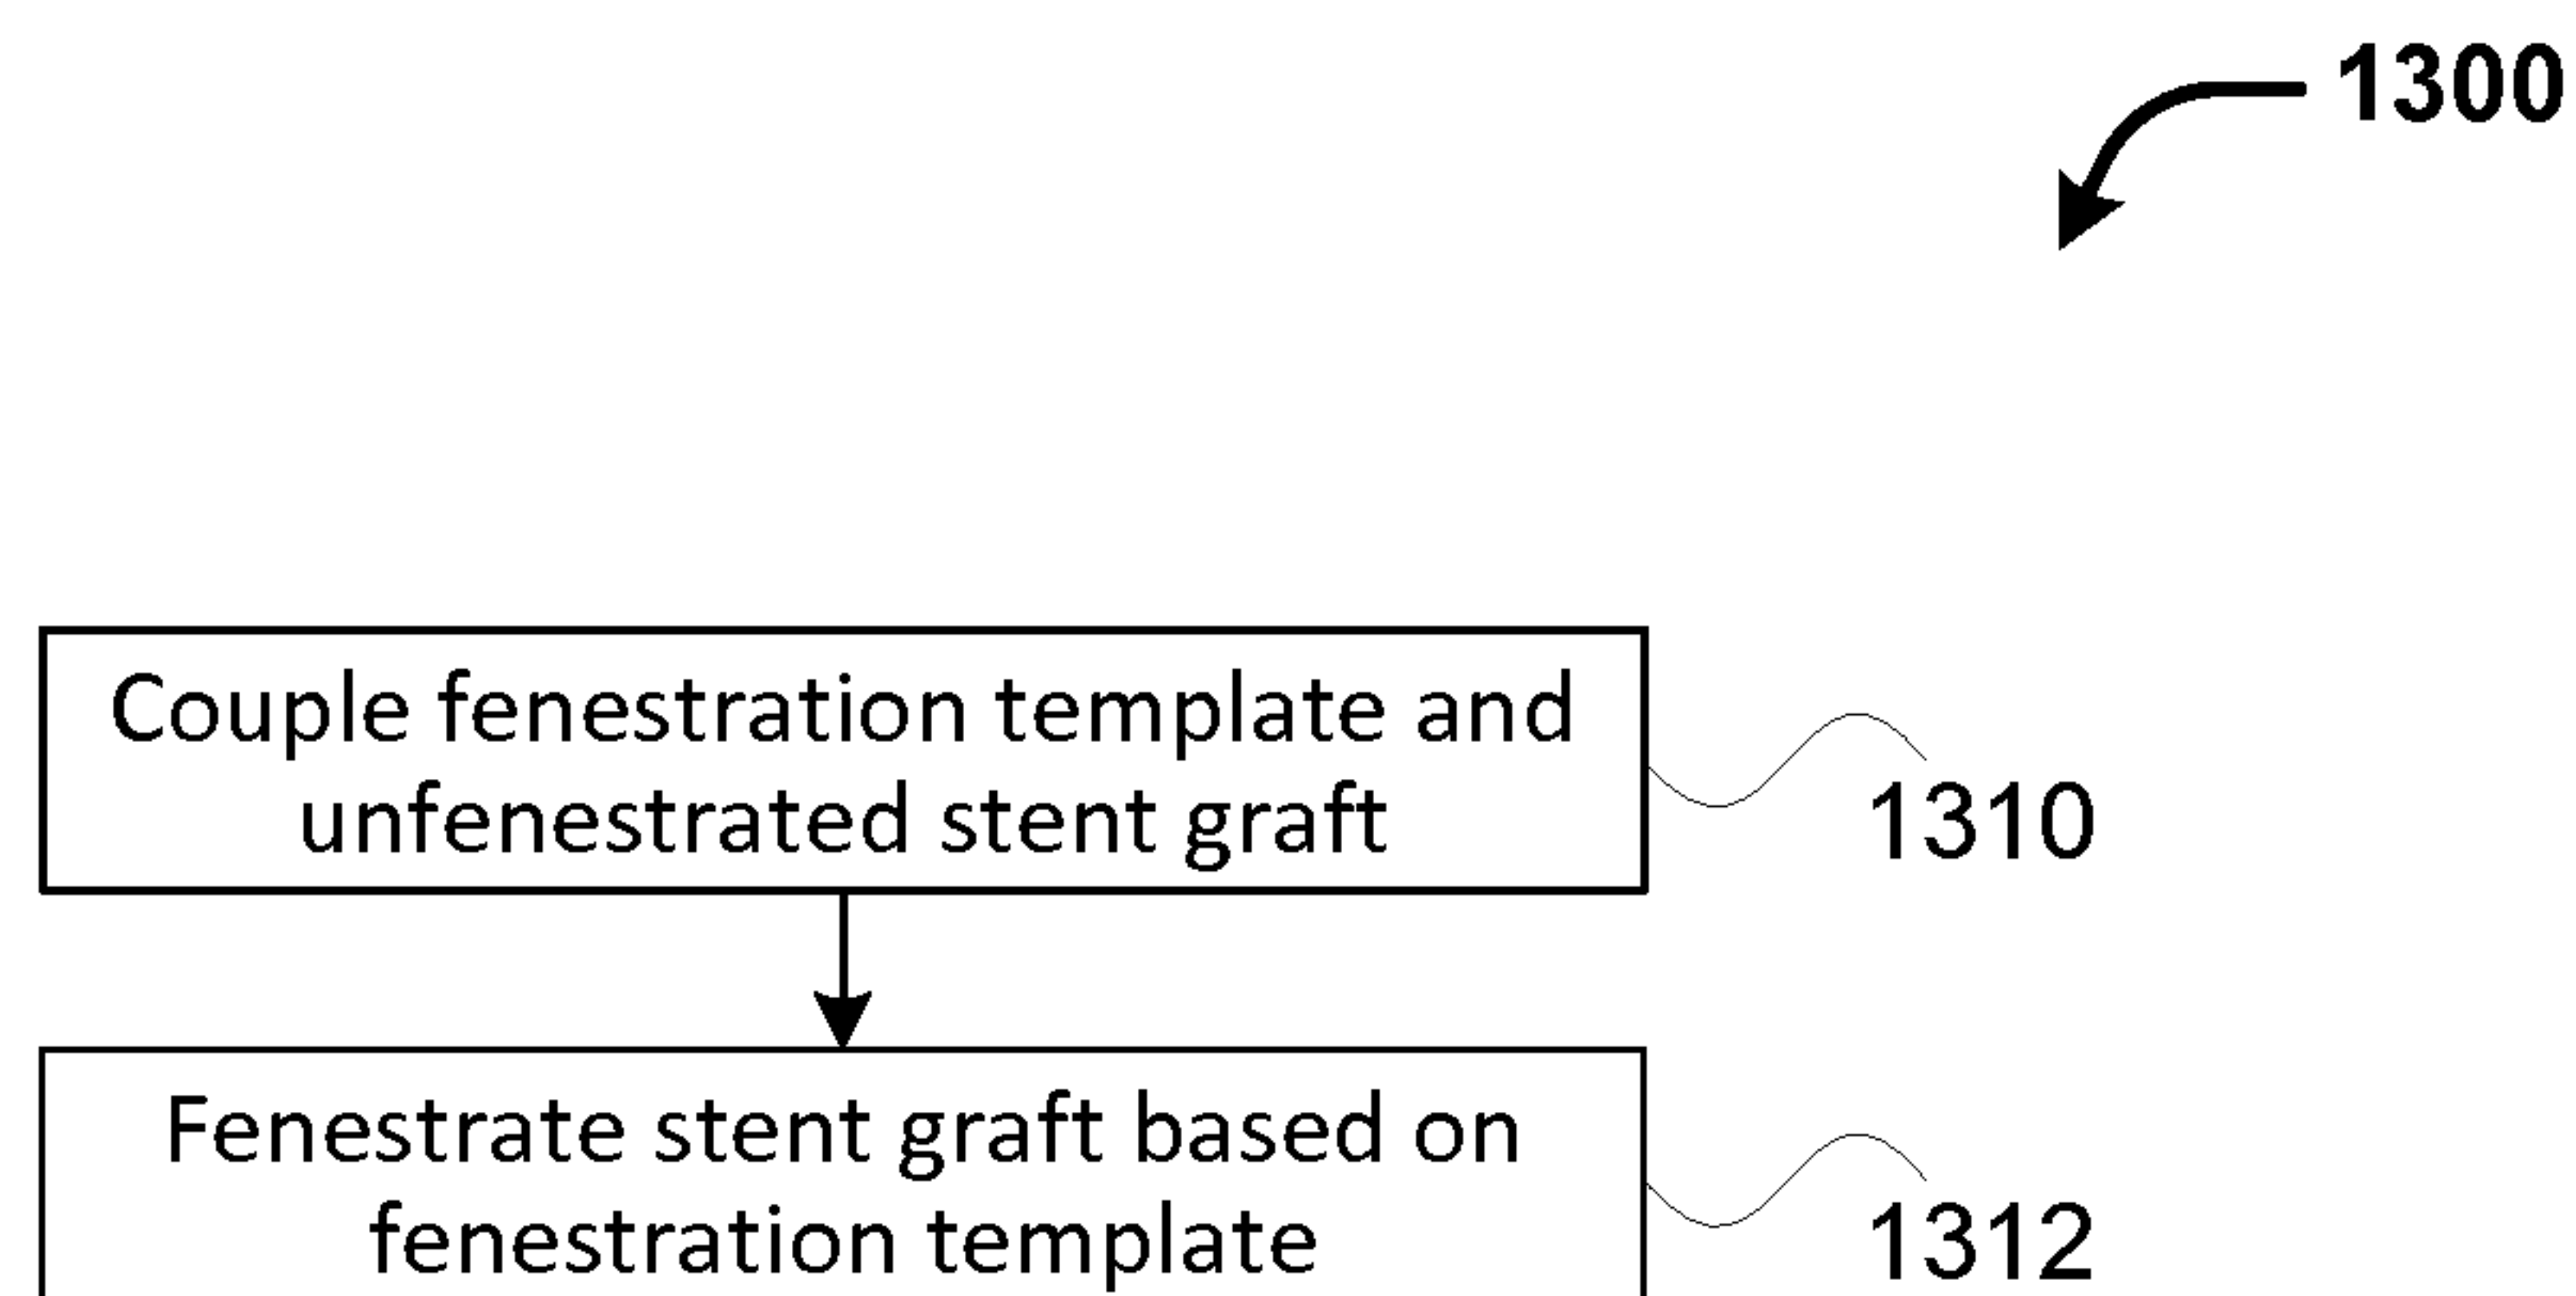 1300
Couple fenestration template and
unfenestrated stent graft
1310
Fenestrate stent graft based on
fenestration template
1312